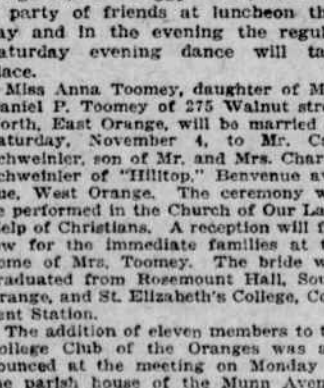 party of friends at luncheon th
ay and in the evening the regul
aturday evening dance will ta
lace.
Miss Anna Toomey, daughter of M
aniel P. Toomey of 275 Walnut stre
orth, East Orange, will be married
aturday, November 4, to Mr. C
chweinler, son of Mr. and Mrs. Char
chweinler of "Hilltop," Benvenue av
ue, West Orange. The ceremony w
e performed in the Church of Our La
elp of Christians. A reception will f
w for the immediate families at t
ome of Mrs. Toomey. The bride w
raduated from Rosemount Hall, Sou
range, and St. Elizabeth's College, Co
ent Station.
The addition of eleven members to t
ollege Club of the Oranges was a
ounced at the meeting on Monday
he parish house of the Munn Aven